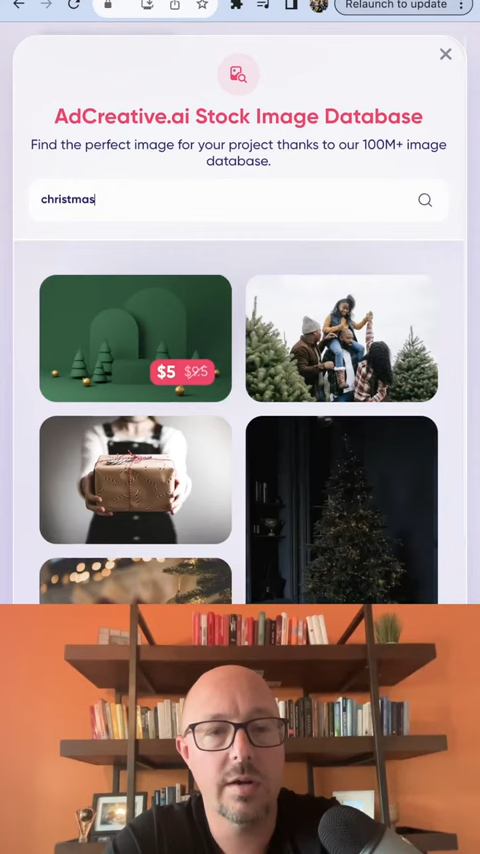 Relaunch to update
AdCreative.ai Stock Image Database
Find the perfect image for your project thanks to our 100M+ image
database.
christmas
$5 $95